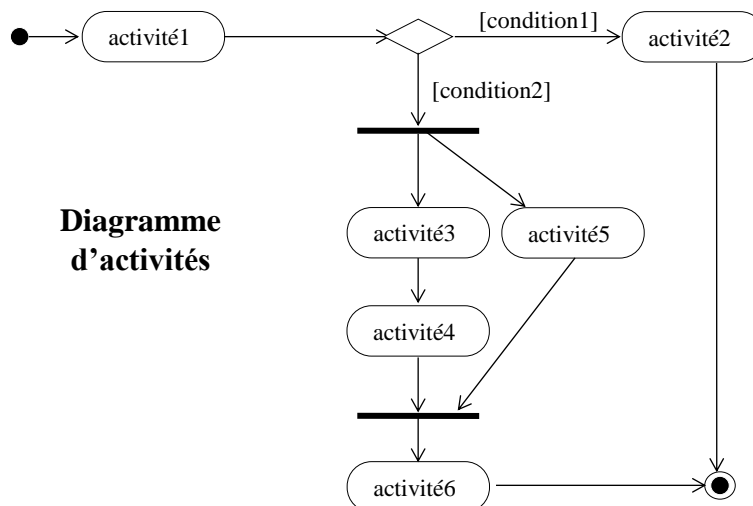 [condition1]
activité1
activité2
[condition2]
Diagramme
d’activités
activité3
activité5
activité4
activité6